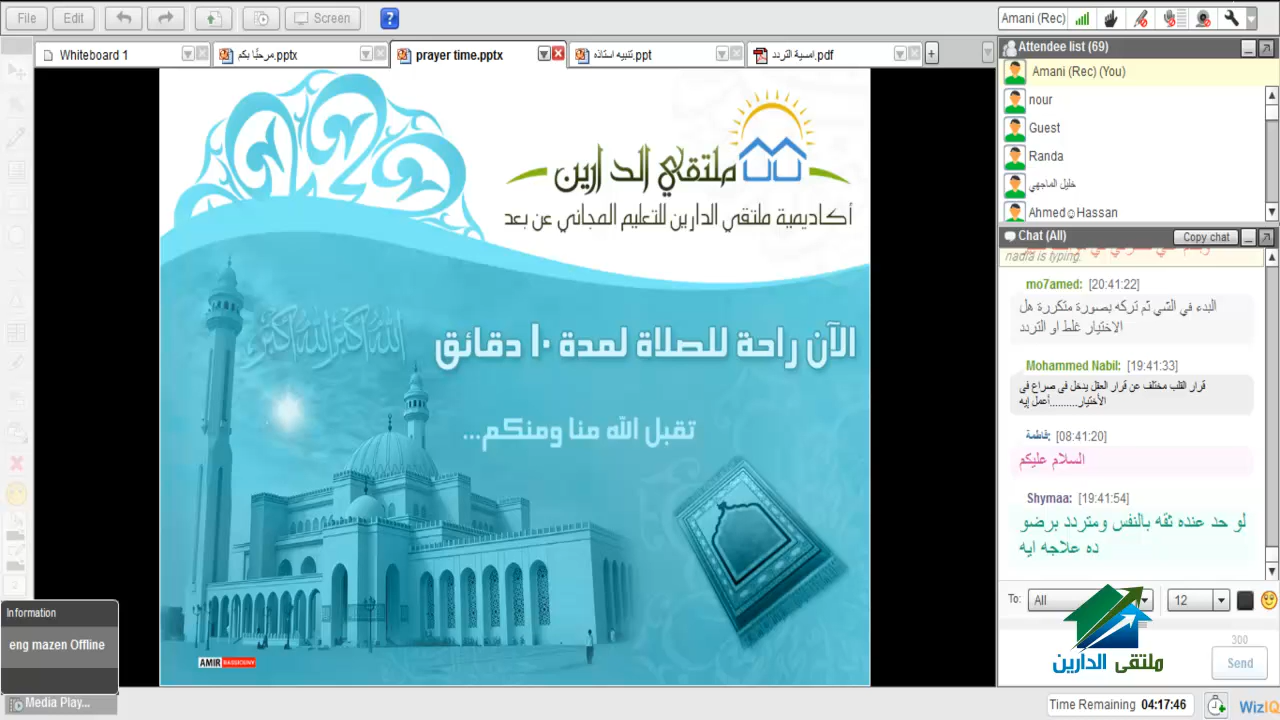 File
Edit
Screen
?
Amani (Rec)
Whiteboard 1
مرحبًا بكم.pptx
prayer time.pptx
تنبيه استاذه.ppt
امسية التردد.pdf
+
ملتقي الدارين
أكاديمية ملتقي الدارين للتعليم المجاني عن بعد
الآن راحة للصلاة لمدة ١٠ دقائق
تقبل الله منا ومنكم...
AMIR
Information
eng mazen Offline
Media Play...
Attendee list (69)
Amani (Rec) (You)
nour
Guest
Randa
خليل الماجهي
Ahmed☺Hassan
Chat (All)
Copy chat
nadia is typing.
mo7amed: [20:41:22]
البدء في الشي ثم تركه بصورة متكررة هل
الاختيار غلط او التردد
Mohammed Nabil: [19:41:33]
قرار القلب مختلف عن قرار العقل يدخل فى صراع فى
الأختيار..........أعمل إيه
فاطمة: [08:41:20]
السلام عليكم
Shymaa: [19:41:54]
لو حد عنده ثقه بالنفس ومتردد برضو
ده علاجه ايه
To:
All
12
300
Send
ملتقى الدارين
Time Remaining 04:17:46
WizIQ